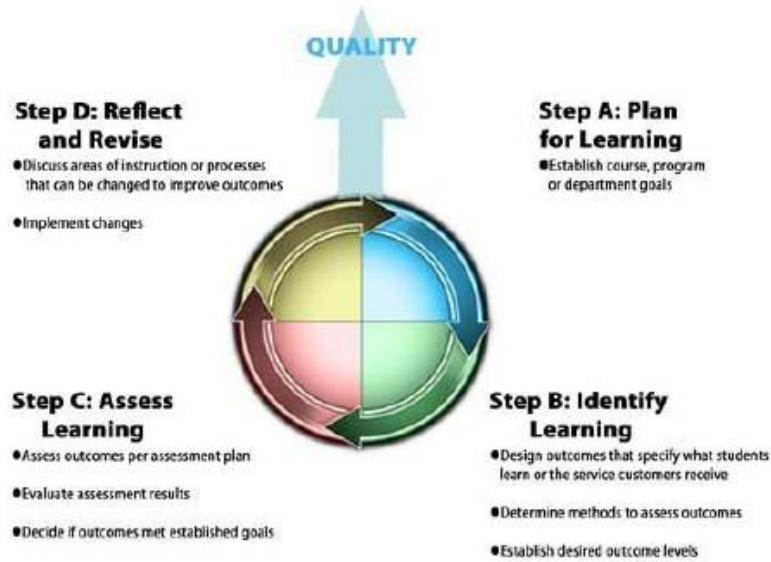 QUALITY
Step D: Reflect
and Revise
●Discuss areas of instruction or processes
that can be changed to improve outcomes
●Implement changes
Step A: Plan
for Learning
●Establish course, program
or department goals
Step C: Assess
Learning
●Assess outcomes per assessment plan
●Evaluate assessment results
●Decide if outcomes met established goals
Step B: Identify
Learning
●Design outcomes that specify what students
learn or the service customers receive
●Determine methods to assess outcomes
●Establish desired outcome levels